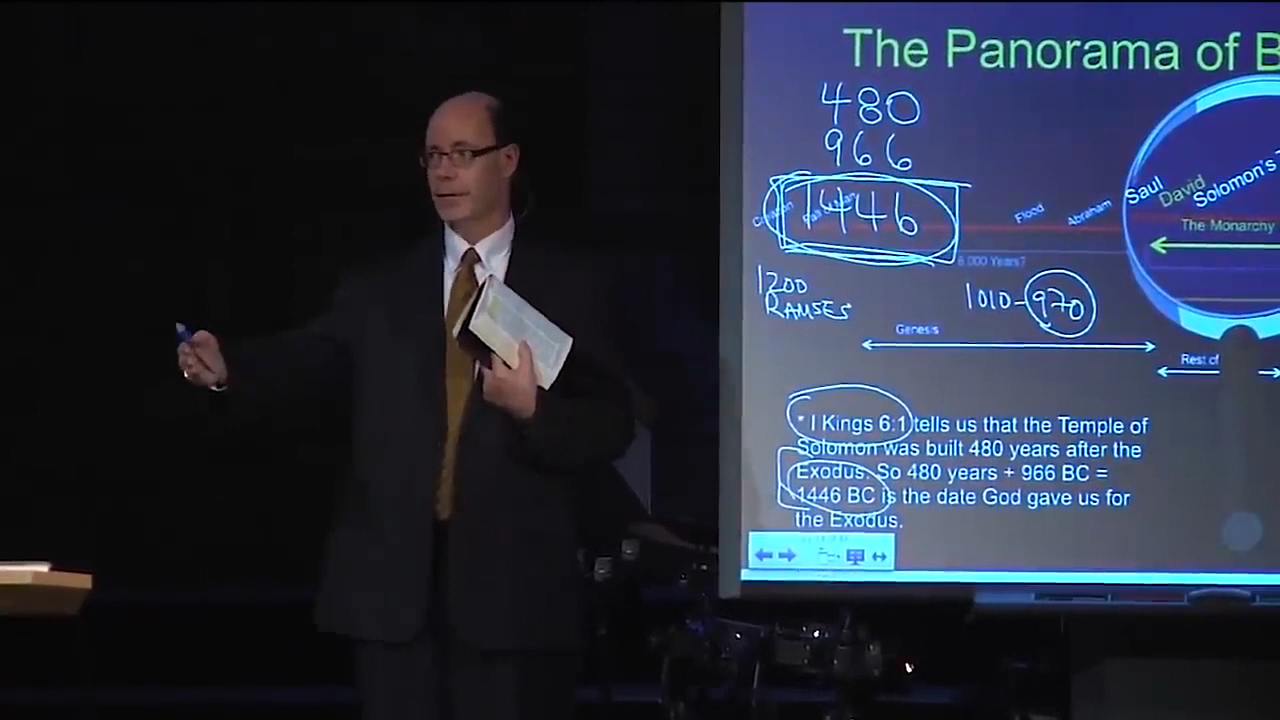 The Panorama of B
480
966
1446
Creation
Flood
Abraham
Saul
David
Solomon's
The Monarchy
6,000 Years?
1200
RAMSES
1010-970
Genesis
Rest of
* I Kings 6:1 tells us that the Temple of
Solomon was built 480 years after the
Exodus. So 480 years + 966 BC =
1446 BC is the date God gave us for
the Exodus.